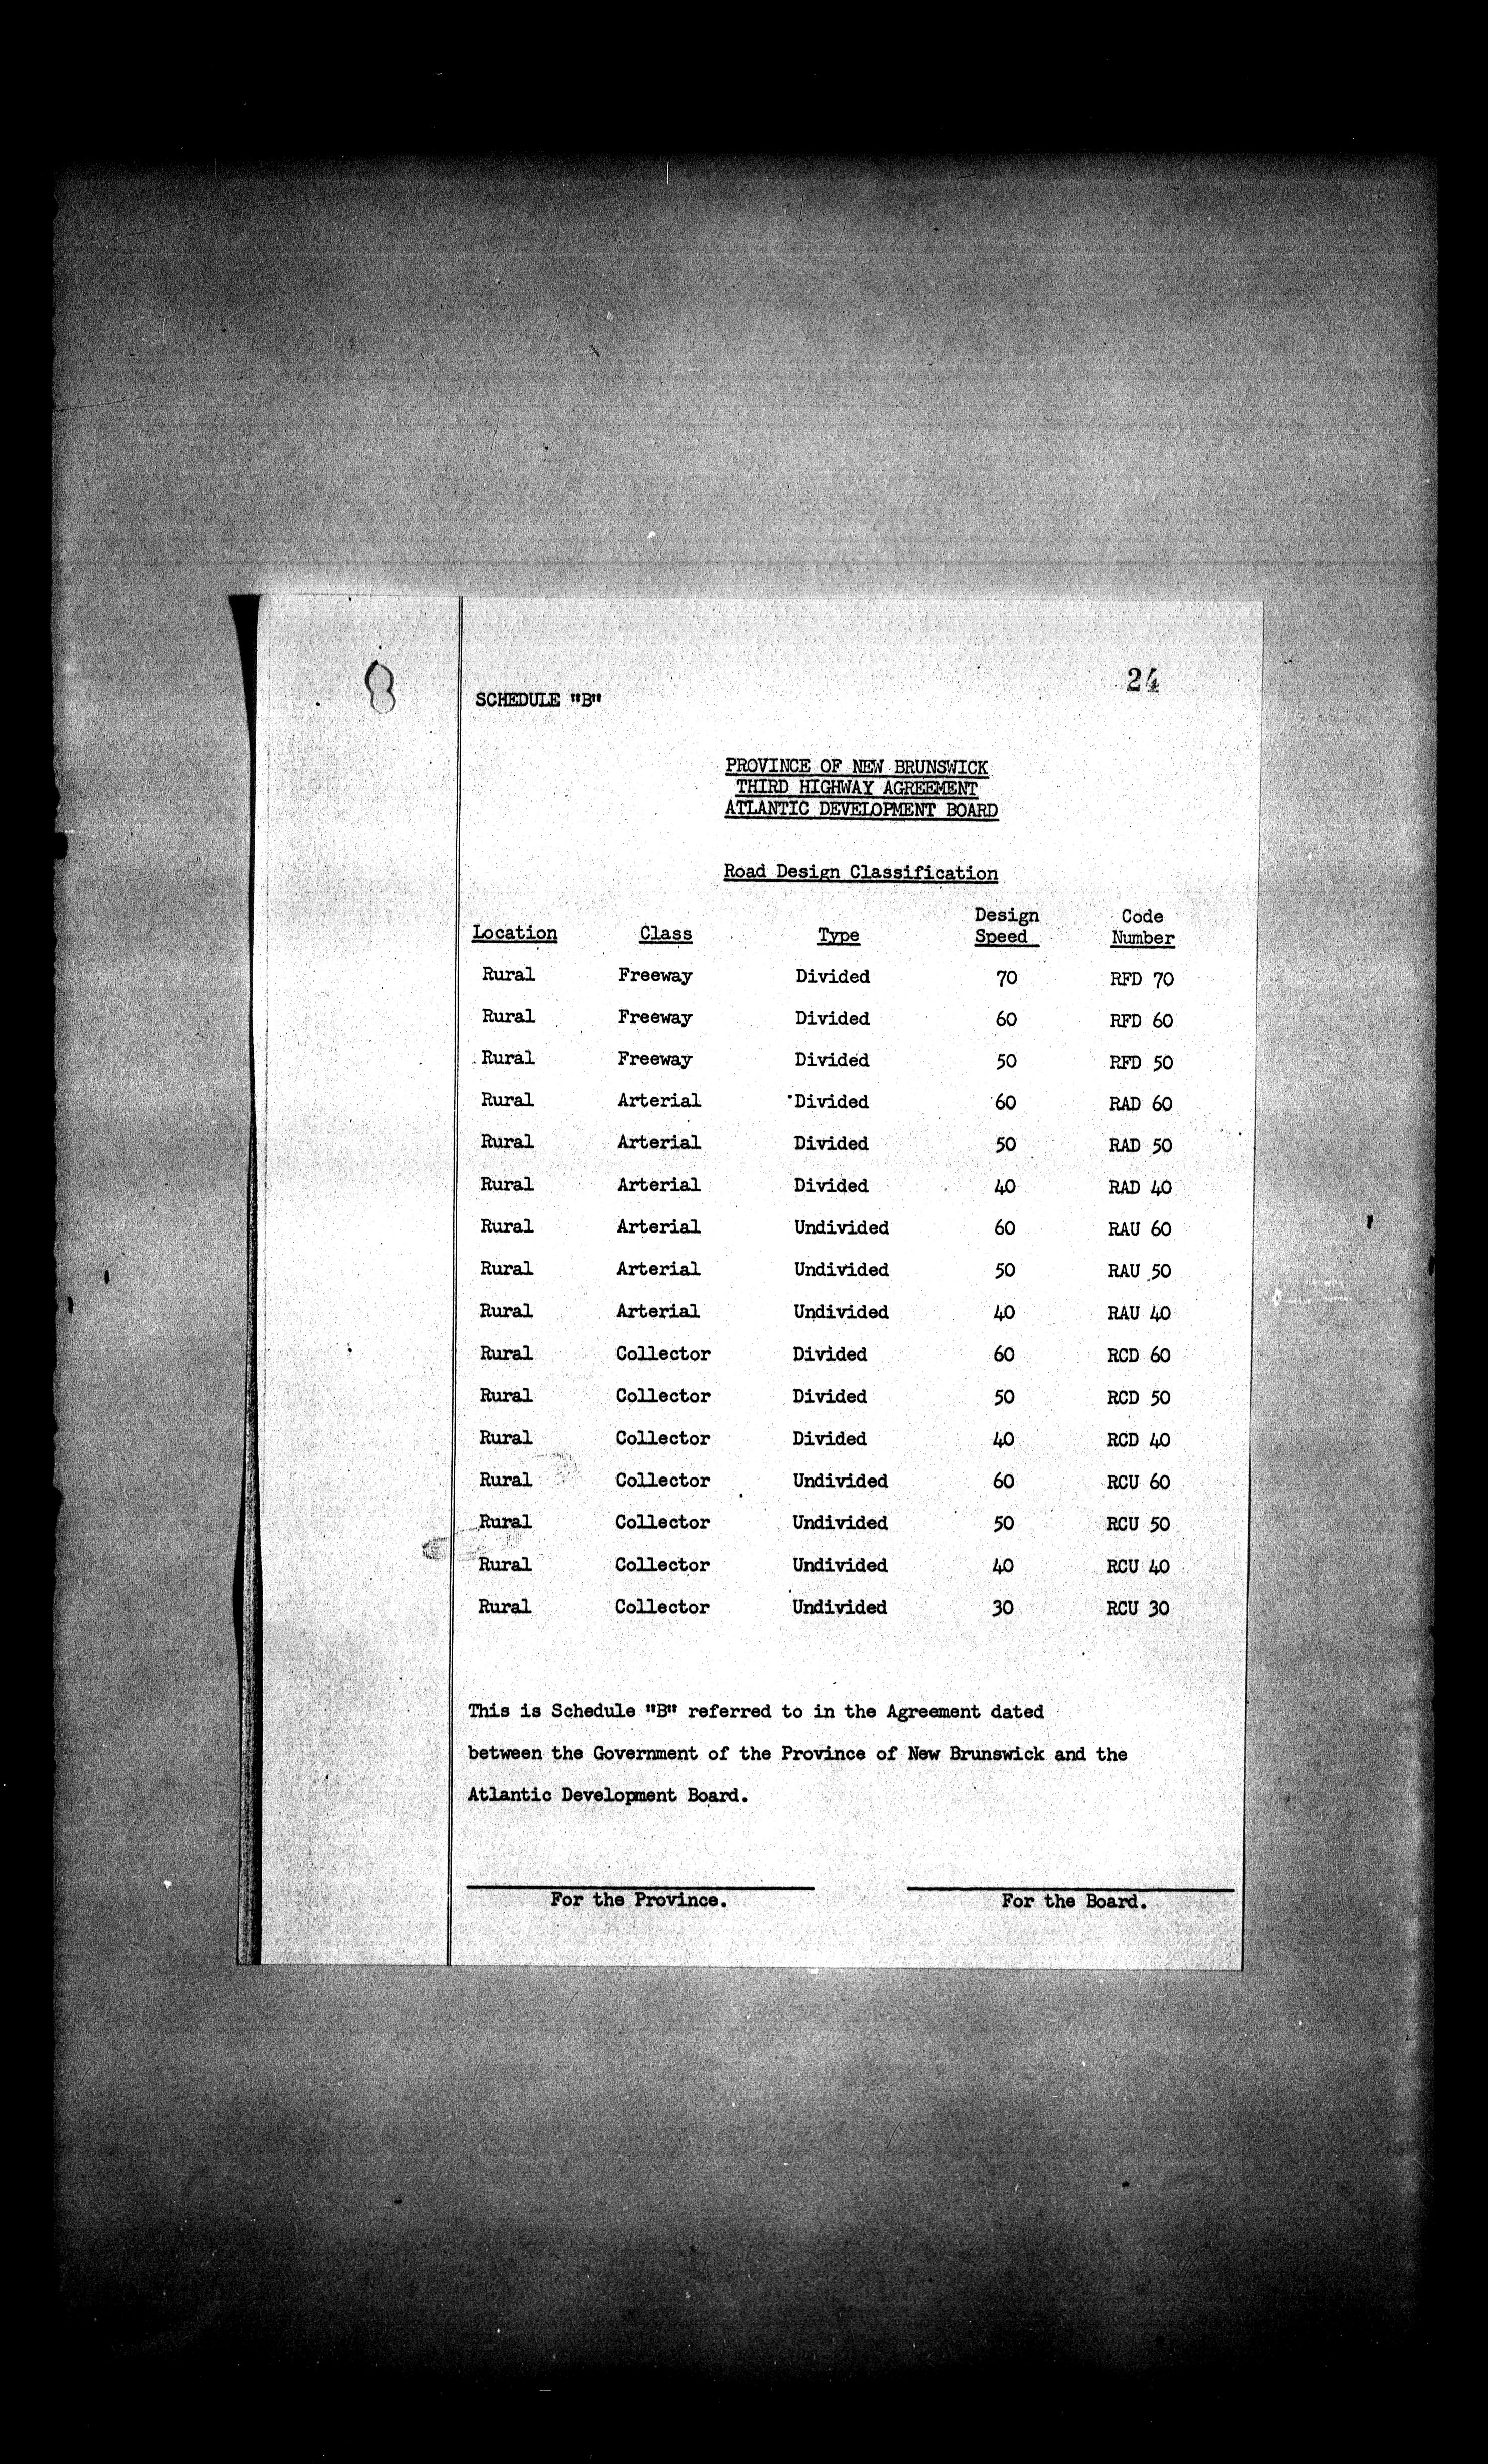 24
SCHEDULE "B"
PROVINCE OF NEW BRUNSWICK
THIRD HIGHWAY AGREEMENT
ATLANTIC DEVELOPMENT BOARD
Road Design Classification
Location Class Type Design Speed Code Number
Rural Freeway Divided 70 RFD 70
Rural Freeway Divided 60 RFD 60
Rural Freeway Divided 50 RFD 50
Rural Arterial Divided 60 RAD 60
Rural Arterial Divided 50 RAD 50
Rural Arterial Divided 40 RAD 40
Rural Arterial Undivided 60 RAU 60
Rural Arterial Undivided 50 RAU 50
Rural Arterial Undivided 40 RAU 40
Rural Collector Divided 60 RCD 60
Rural Collector Divided 50 RCD 50
Rural Collector Divided 40 RCD 40
Rural Collector Undivided 60 RCU 60
Rural Collector Undivided 50 RCU 50
Rural Collector Undivided 40 RCU 40
Rural Collector Undivided 30 RCU 30
This is Schedule "B" referred to in the Agreement dated
between the Government of the Province of New Brunswick and the
Atlantic Development Board.
For the Province. For the Board.